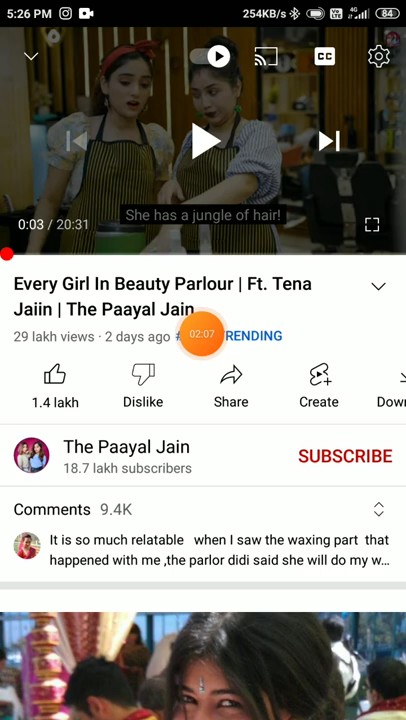 5:26 PM 254KB/s 4G 84
CC
She has a jungle of hair!
0:03 / 20:31
Every Girl In Beauty Parlour | Ft. Tena
Jaiin | The Paayal Jain
29 lakh views · 2 days ago
02:07
RENDING
1.4 lakh Dislike Share Create Down
The Paayal Jain
18.7 lakh subscribers
SUBSCRIBE
Comments 9.4K
It is so much relatable when I saw the waxing part that
happened with me ,the parlor didi said she will do my w...